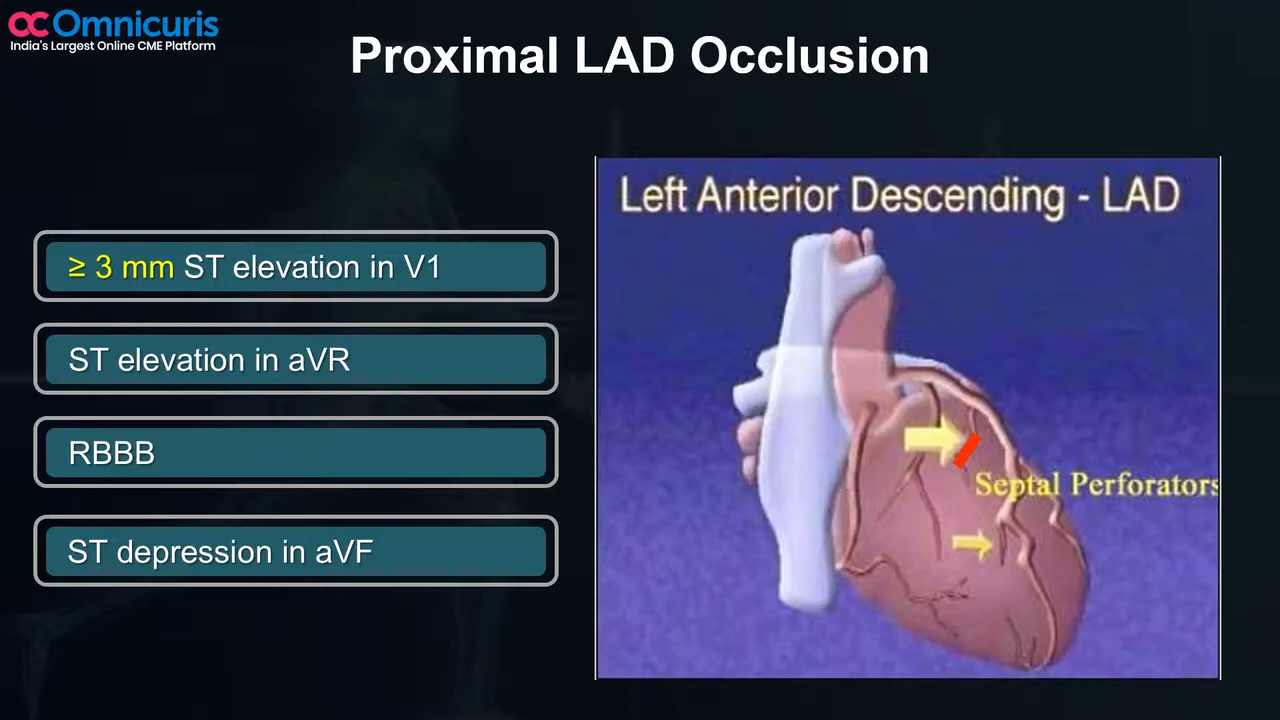 Omnicuris
India's Largest Online CME Platform
Proximal LAD Occlusion
≥ 3 mm ST elevation in V1
ST elevation in aVR
RBBB
ST depression in aVF
Left Anterior Descending - LAD
Septal Perforators